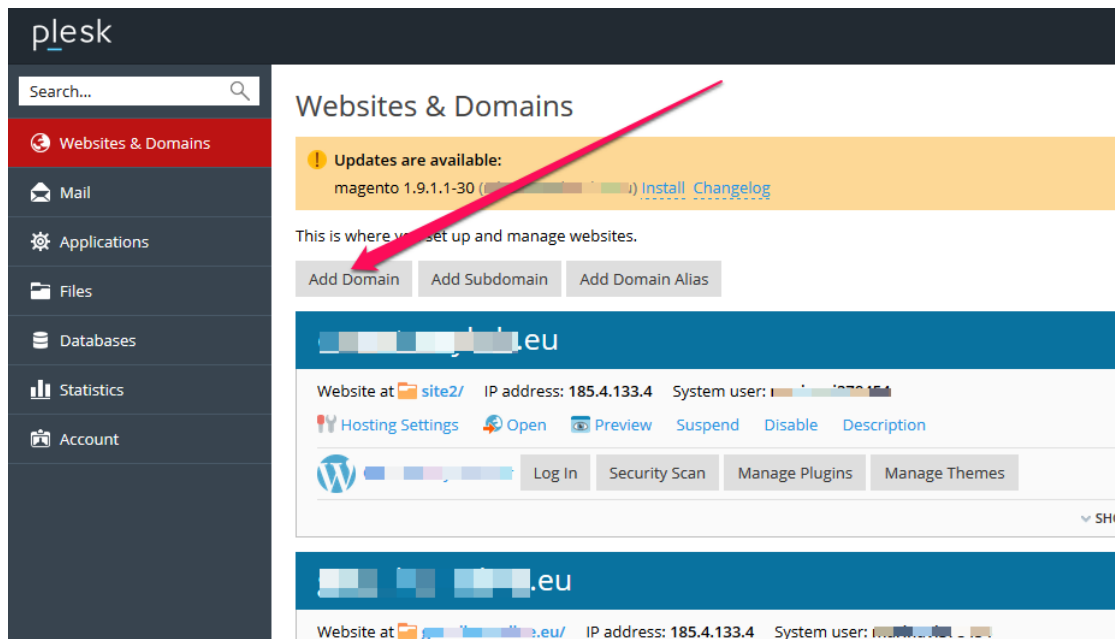 plesk
Search...
Websites & Domains
Mail
Applications
Files
Databases
Statistics
Account
Websites & Domains
Updates are available:
magento 1.9.1.1-30 ( ) Install Changelog
This is where you set up and manage websites.
Add Domain Add Subdomain Add Domain Alias
.eu
Website at site2/ IP address: 185.4.133.4 System user:
Hosting Settings Open Preview Suspend Disable Description
Log In Security Scan Manage Plugins Manage Themes
.eu
Website at .eu/ IP address: 185.4.133.4 System user: